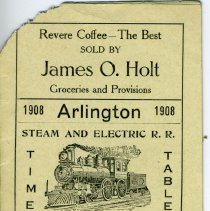 Revere Coffee—The Best
SOLD BY
James O. Holt
Groceries and Provisions
1908 Arlington 1908
STEAM AND ELECTRIC R. R.
TIME
TABLE